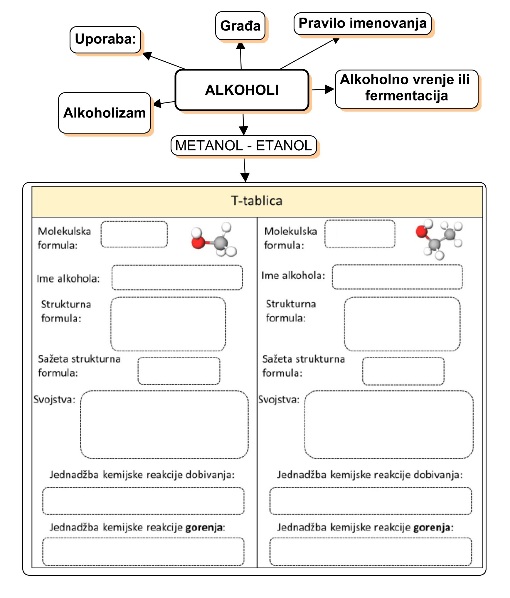 Uporaba:
Građa
Pravilo imenovanja
ALKOHOLI
Alkoholno vrenje ili
fermentacija
Alkoholizam
METANOL - ETANOL
T-tablica
Molekulska
formula:
Ime alkohola:
Strukturna
formula:
Sažeta strukturna
formula:
Svojstva:
Jednadžba kemijske reakcije dobivanja:
Jednadžba kemijske reakcije gorenja:
Molekulska
formula:
Ime alkohola:
Strukturna
formula:
Sažeta strukturna
formula:
Svojstva:
Jednadžba kemijske reakcije dobivanja:
Jednadžba kemijske reakcije gorenja: